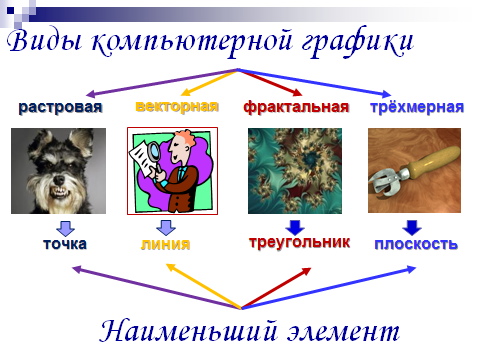 Виды компьютерной графики
растровая векторная фрактальная трёхмерная
точка линия треугольник плоскость
Наименьший элемент